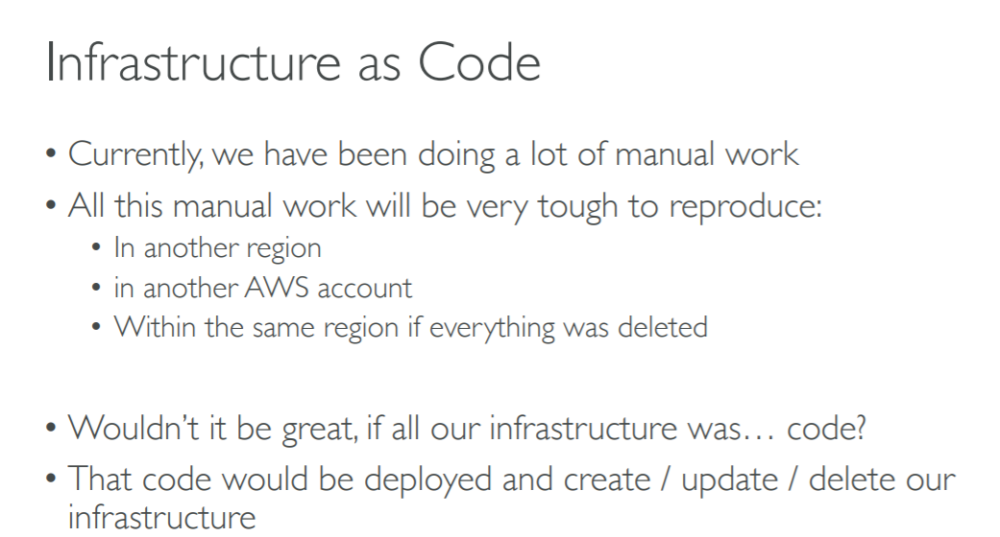 Infrastructure as Code
• Currently, we have been doing a lot of manual work
• All this manual work will be very tough to reproduce:
• In another region
• in another AWS account
• Within the same region if everything was deleted
• Wouldn't it be great, if all our infrastructure was… code?
• That code would be deployed and create / update / delete our
infrastructure